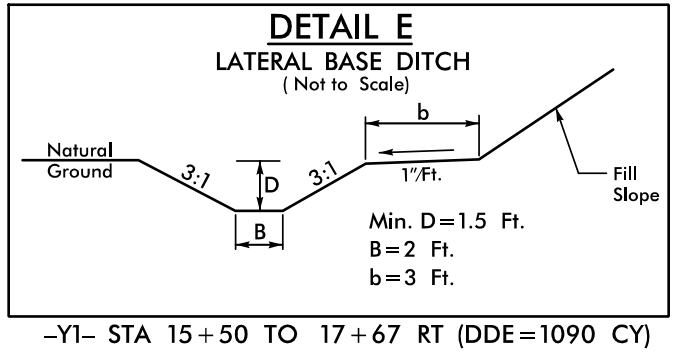 DETAIL E
LATERAL BASE DITCH
( Not to Scale)
b
Natural
Ground
3:1
D
3:1
1"/Ft.
Fill
Slope
B
Min. D=1.5 Ft.
B=2 Ft.
b=3 Ft.
-Y1- STA 15+50 TO 17+67 RT (DDE=1090 CY)